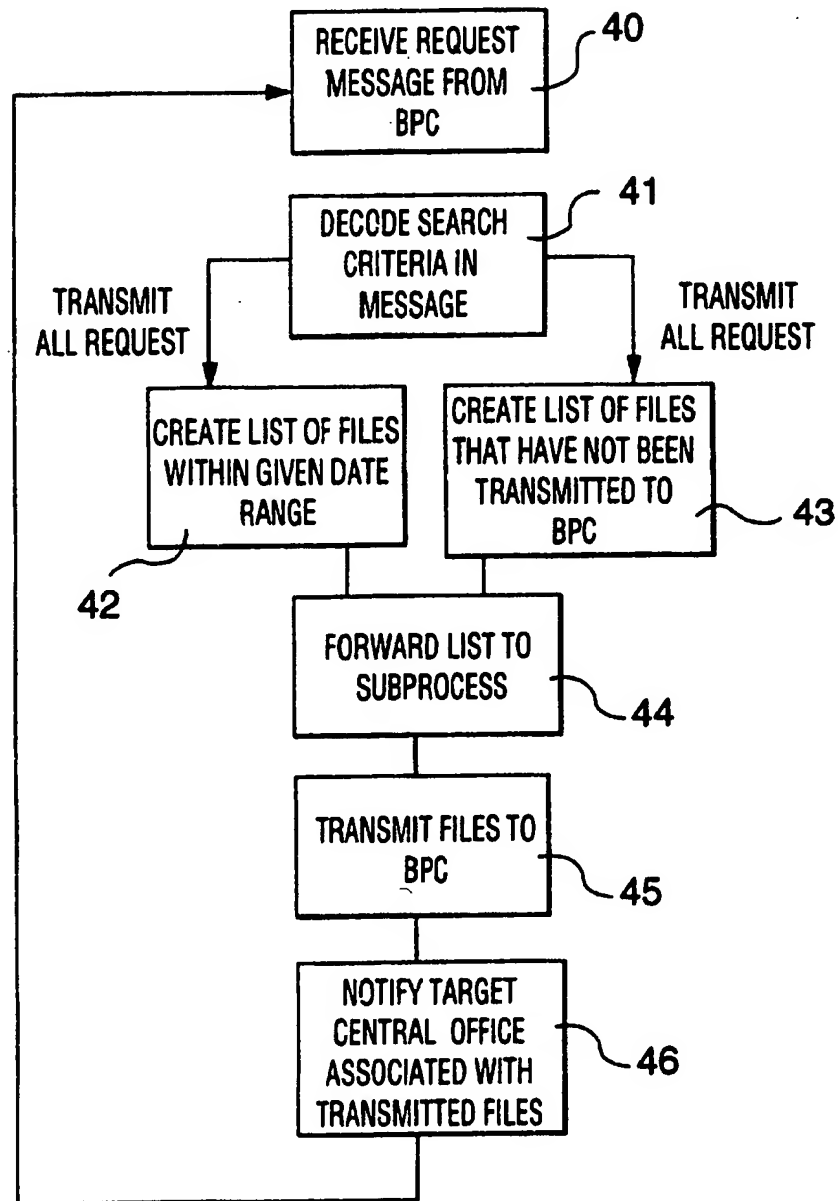 RECEIVE REQUEST
MESSAGE FROM
BPC
40
DECODE SEARCH
CRITERIA IN
MESSAGE
41
TRANSMIT
ALL REQUEST
TRANSMIT
ALL REQUEST
CREATE LIST OF FILES
WITHIN GIVEN DATE
RANGE
42
CREATE LIST OF FILES
THAT HAVE NOT BEEN
TRANSMITTED TO
BPC
43
FORWARD LIST TO
SUBPROCESS
44
TRANSMIT FILES TO
BPC
45
NOTIFY TARGET
CENTRAL OFFICE
ASSOCIATED WITH
TRANSMITTED FILES
46